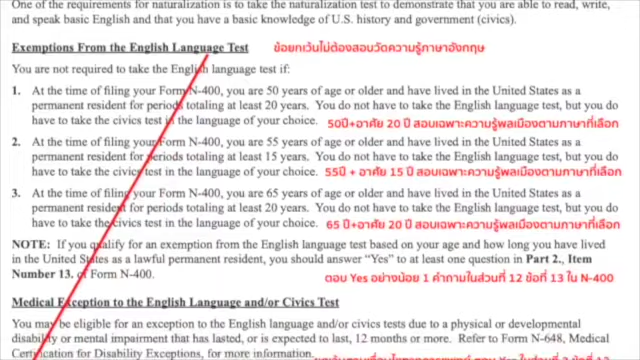 One of the requirements for naturalization is to take the naturalization test to demonstrate that you are able to read, write,
and speak basic English and that you have a basic knowledge of U.S. history and government (civics).
Exemptions From the English Language Test ข้อยกเว้นไม่ต้องสอบวัดความรู้ภาษาอังกฤษ
You are not required to take the English language test if:
1. At the time of filing your Form N-400, you are 50 years of age or older and have lived in the United States as a
permanent resident for periods totaling at least 20 years. You do not have to take the English language test, but you do
have to take the civics test in the language of your choice. 50ปี+อาศัย 20 ปี สอบเฉพาะความรู้พลเมืองตามภาษาที่เลือก
2. At the time of filing your Form N-400, you are 55 years of age or older and have lived in the United States as a
permanent resident for periods totaling at least 15 years. You do not have to take the English language test, but you do
have to take the civics test in the language of your choice. 55ปี + อาศัย 15 ปี สอบเฉพาะความรู้พลเมืองตามภาษาที่เลือก
3. At the time of filing your Form N-400, you are 65 years of age or older and have lived in the United States as a
permanent resident for periods totaling at least 20 years. You do not have to take the English language test, but you do
have to take the civics test in the language of your choice. 65 ปี+อาศัย 20 ปี สอบเฉพาะความรู้พลเมืองตามภาษาที่เลือก
NOTE: If you qualify for an exemption from the English language test based on your age and how long you have lived
in the United States as a lawful permanent resident, you should answer “Yes” to at least one question in Part 2., Item
Number 13. of Form N-400. ตอบ Yes อย่างน้อย 1 คำถามในส่วนที่ 12 ข้อที่ 13 ใน N-400
Medical Exception to the English Language and/or Civics Test
You may be eligible for an exception to the English language and/or civics tests due to a physical or developmental
disability or mental impairment that has lasted, or is expected to last, 12 months or more. Refer to Form N-648, Medical
Certification for Disability Exceptions, for more information.